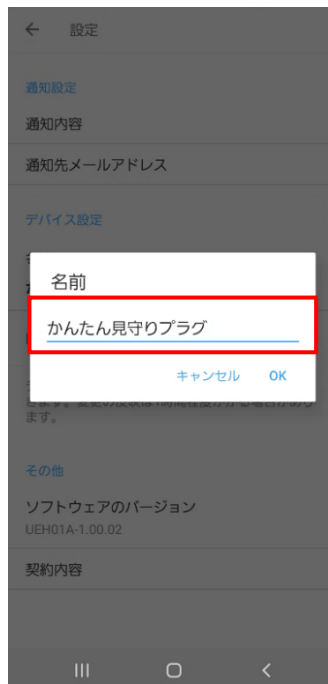 設定
通知設定
通知内容
通知先メールアドレス
デバイス設定
名前
かんたん見守りプラグ
キャンセル OK
きます。変更の反映は1時間程度かかる場合があり
ます。
その他
ソフトウェアのバージョン
UEH01A-1.00.02
契約内容